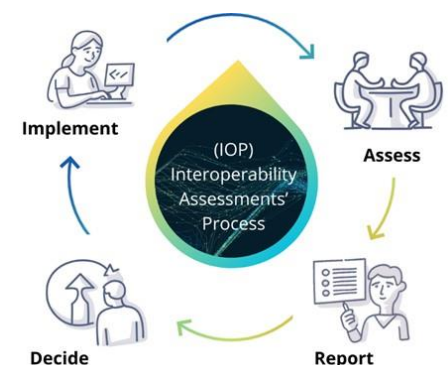 Implement
Assess
(IOP)
Interoperability
Assessments’
Process
Decide
Report